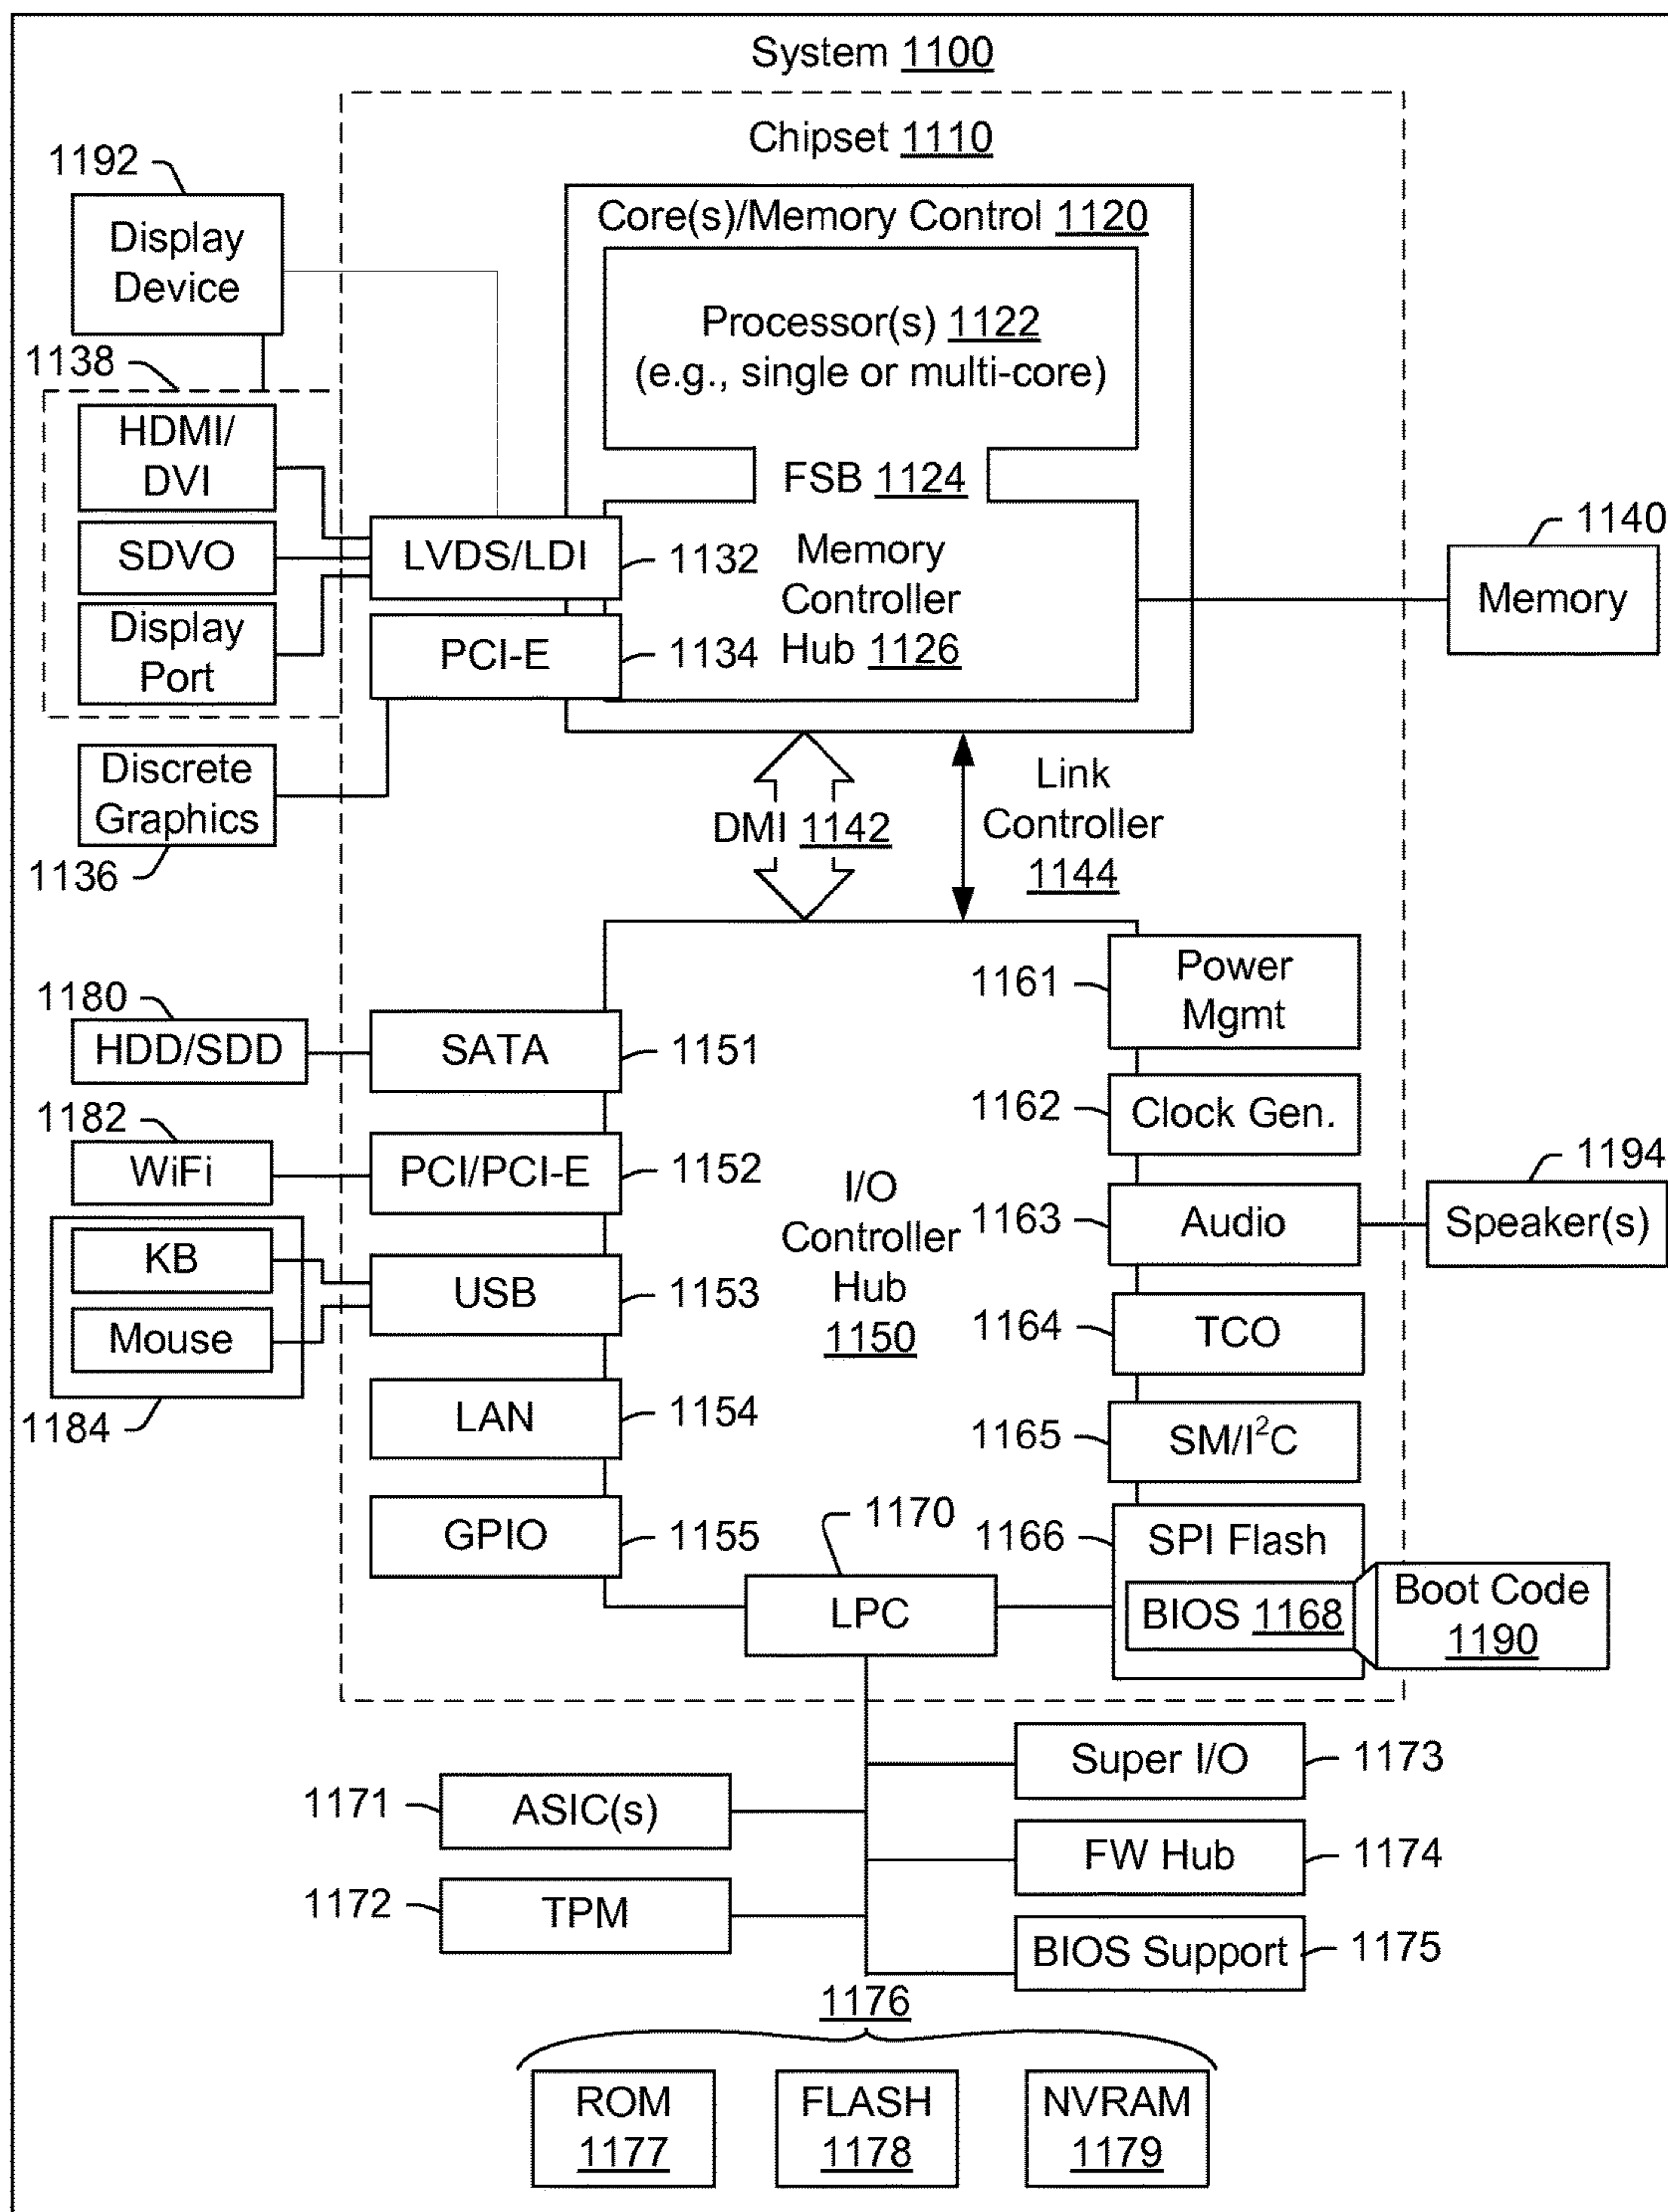 System 1100
Chipset 1110
1192
Display
Device
Core(s)/Memory Control 1120
Processor(s) 1122
(e.g., single or multi-core)
FSB 1124
1138
HDMI/
DVI
SDVO
Display
Port
LVDS/LDI
1132
PCI-E
1134
Memory
Controller
Hub 1126
1140
Memory
Discrete
Graphics
1136
DMI 1142
Link
Controller
1144
1180
HDD/SDD
SATA
1151
1182
WiFi
PCI/PCI-E
1152
KB
Mouse
1184
USB
1153
LAN
1154
GPIO
1155
I/O
Controller
Hub
1150
1161
Power
Mgmt
1162
Clock Gen.
1163
Audio
1194
Speaker(s)
1164
TCO
1165
SM/I²C
1166
SPI Flash
BIOS 1168
Boot Code
1190
1170
LPC
1171
ASIC(s)
1172
TPM
Super I/O
1173
FW Hub
1174
BIOS Support
1175
1176
ROM
1177
FLASH
1178
NVRAM
1179